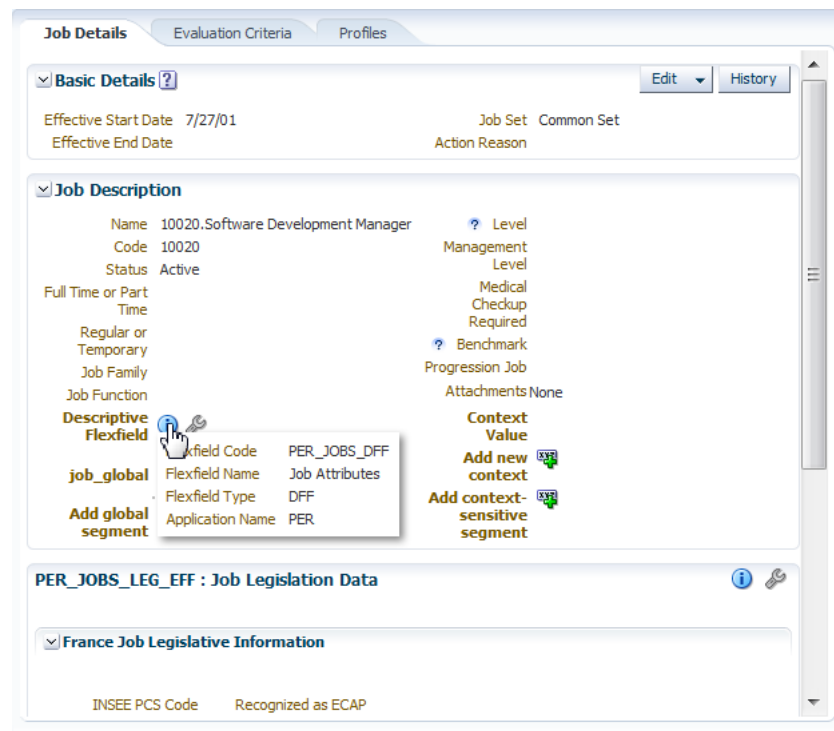 Job Details Evaluation Criteria Profiles
Basic Details ? Edit History
Effective Start Date 7/27/01 Job Set Common Set
Effective End Date Action Reason
Job Description
Name 10020.Software Development Manager ? Level
Code 10020 Management Level
Status Active
Full Time or Part Time Medical Checkup Required
Regular or Temporary ? Benchmark
Job Family Progression Job
Job Function Attachments None
Descriptive Flexfield Context Value
xfield Code PER_JOBS_DFF
job_global Flexfield Name Job Attributes Add new context
Flexfield Type DFF
Add global segment Application Name PER Add context-sensitive segment
PER_JOBS_LEG_EFF : Job Legislation Data
France Job Legislative Information
INSEE PCS Code Recognized as ECAP